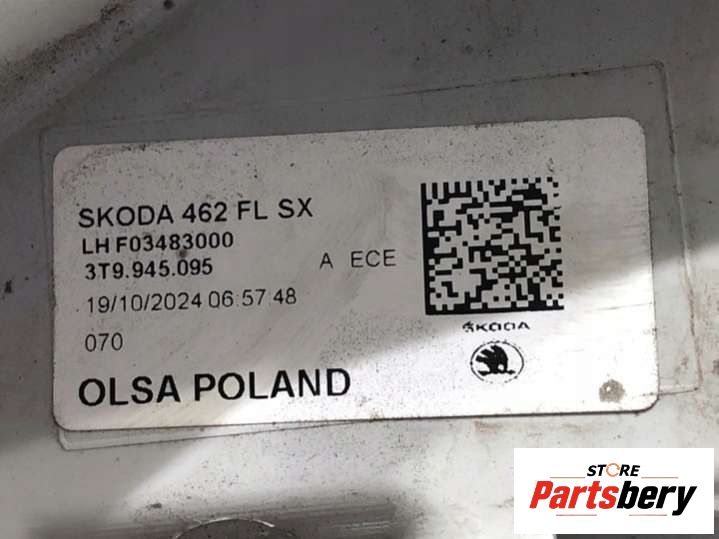 SKODA 462 FL SX
LH F03483000
3T9.945.095
A ECE
19/10/2024 06:57:48
070
OLSA POLAND
ŠKODA
STORE
Partsbery